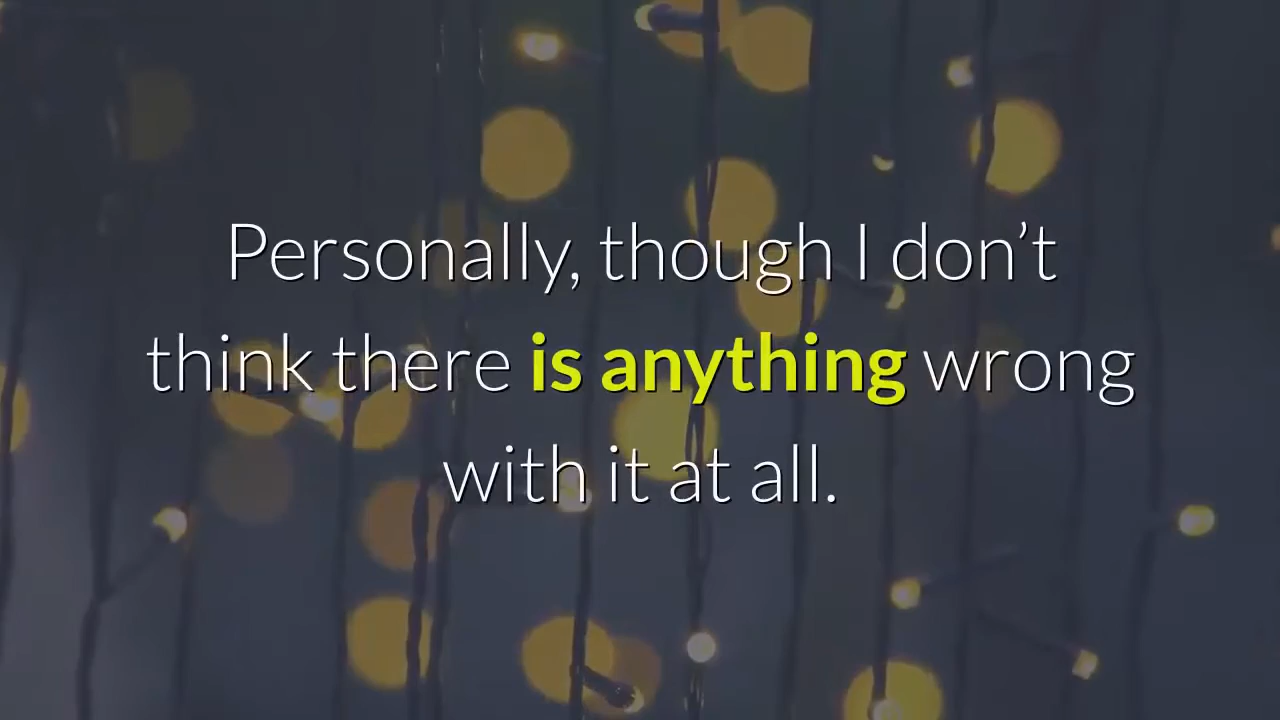 Personally, though I don’t
think there is anything wrong
with it at all.